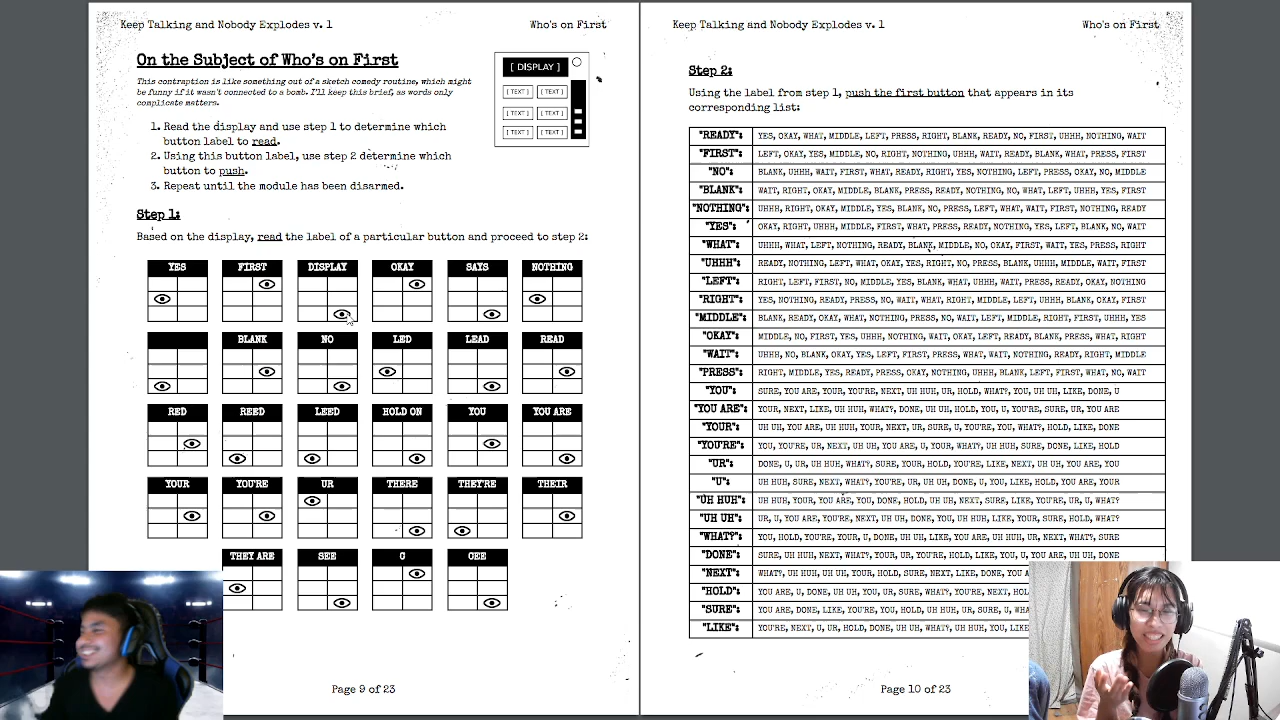 Keep Talking and Nobody Explodes v. 1
Who's on First
On the Subject of Who's on First
This contraption is like something out of a sketch comedy routine, which might
be funny if it wasn't connected to a bomb. I'll keep this brief, as words only
complicate matters.
[ DISPLAY ]
[ TEXT ] [ TEXT ]
[ TEXT ] [ TEXT ]
[ TEXT ] [ TEXT ]
1. Read the display and use step 1 to determine which
button label to read.
2. Using this button label, use step 2 determine which
button to push.
3. Repeat until the module has been disarmed.
Step 1:
Based on the display, read the label of a particular button and proceed to step 2:
YES FIRST DISPLAY OKAY SAYS NOTHING
BLANK NO LED LEAD READ
RED REED LEED HOLD ON YOU YOU ARE
YOUR YOU'RE UR THERE THEY'RE THEIR
THEY ARE SEE C CEE
Page 9 of 23
Keep Talking and Nobody Explodes v. 1
Who's on First
Step 2:
Using the label from step 1, push the first button that appears in its
corresponding list:
"READY": YES, OKAY, WHAT, MIDDLE, LEFT, PRESS, RIGHT, BLANK, READY, NO, FIRST, UHHH, NOTHING, WAIT
"FIRST": LEFT, OKAY, YES, MIDDLE, NO, RIGHT, NOTHING, UHHH, WAIT, READY, BLANK, WHAT, PRESS, FIRST
"NO": BLANK, UHHH, WAIT, FIRST, WHAT, READY, RIGHT, YES, NOTHING, LEFT, PRESS, OKAY, NO, MIDDLE
"BLANK": WAIT, RIGHT, OKAY, MIDDLE, BLANK, PRESS, READY, NOTHING, NO, WHAT, LEFT, UHHH, YES, FIRST
"NOTHING": UHHH, RIGHT, OKAY, MIDDLE, YES, BLANK, NO, PRESS, LEFT, WHAT, WAIT, FIRST, NOTHING, READY
"YES": OKAY, RIGHT, UHHH, MIDDLE, FIRST, WHAT, PRESS, READY, NOTHING, YES, LEFT, BLANK, NO, WAIT
"WHAT": UHHH, WHAT, LEFT, NOTHING, READY, BLANK, MIDDLE, NO, OKAY, FIRST, WAIT, YES, PRESS, RIGHT
"UHHH": READY, NOTHING, LEFT, WHAT, OKAY, YES, RIGHT, NO, PRESS, BLANK, UHHH, MIDDLE, WAIT, FIRST
"LEFT": RIGHT, LEFT, FIRST, NO, MIDDLE, YES, BLANK, WHAT, UHHH, WAIT, PRESS, READY, OKAY, NOTHING
"RIGHT": YES, NOTHING, READY, PRESS, NO, WAIT, WHAT, RIGHT, MIDDLE, LEFT, UHHH, BLANK, OKAY, FIRST
"MIDDLE": BLANK, READY, OKAY, WHAT, NOTHING, PRESS, NO, WAIT, LEFT, MIDDLE, RIGHT, FIRST, UHHH, YES
"OKAY": MIDDLE, NO, FIRST, YES, UHHH, NOTHING, WAIT, OKAY, LEFT, READY, BLANK, PRESS, WHAT, RIGHT
"WAIT": UHHH, NO, BLANK, OKAY, YES, LEFT, FIRST, PRESS, WHAT, WAIT, NOTHING, READY, RIGHT, MIDDLE
"PRESS": RIGHT, MIDDLE, YES, READY, PRESS, OKAY, NOTHING, UHHH, BLANK, LEFT, FIRST, WHAT, NO, WAIT
"YOU": SURE, YOU ARE, YOUR, YOU'RE, NEXT, UH HUH, UR, HOLD, WHAT?, YOU, UH UH, LIKE, DONE, U
"YOU ARE": YOUR, NEXT, LIKE, UH HUH, WHAT?, DONE, UH UH, HOLD, YOU, U, YOU'RE, SURE, UR, YOU ARE
"YOUR": UH UH, YOU ARE, UH HUH, YOUR, NEXT, UR, SURE, U, YOU'RE, YOU, WHAT?, HOLD, LIKE, DONE
"YOU'RE": YOU, YOU'RE, UR, NEXT, UH UH, YOU ARE, U, YOUR, WHAT?, UH HUH, SURE, DONE, LIKE, HOLD
"UR": DONE, U, UR, UH HUH, WHAT?, SURE, YOUR, HOLD, YOU'RE, LIKE, NEXT, UH UH, YOU ARE, YOU
"U": UH HUH, SURE, NEXT, WHAT?, YOU'RE, UR, UH UH, DONE, U, YOU, LIKE, HOLD, YOU ARE, YOUR
"UH HUH": UH HUH, YOUR, YOU ARE, YOU, DONE, HOLD, UH UH, NEXT, SURE, LIKE, YOU'RE, UR, U, WHAT?
"UH UH": UR, U, YOU ARE, YOU'RE, NEXT, UH UH, DONE, YOU, UH HUH, LIKE, YOUR, SURE, HOLD, WHAT?
"WHAT?": YOU, HOLD, YOU'RE, YOUR, U, DONE, UH UH, LIKE, YOU ARE, UH HUH, UR, NEXT, WHAT?, SURE
"DONE": SURE, UH HUH, NEXT, WHAT?, YOUR, UR, YOU'RE, HOLD, LIKE, YOU, U, YOU ARE, UH UH, DONE
"NEXT": WHAT?, UH HUH, UH UH, YOUR, HOLD, SURE, NEXT, LIKE, DONE, YOU A
"HOLD": YOU ARE, U, DONE, UH UH, YOU, UR, SURE, WHAT?, YOU'RE, NEXT, HOL
"SURE": YOU ARE, DONE, LIKE, YOU'RE, YOU, HOLD, UH HUH, UR, SURE, U, WHA
"LIKE": YOU'RE, NEXT, U, UR, HOLD, DONE, UH UH, WHAT?, UH HUH, YOU, LIKE,
Page 10 of 23